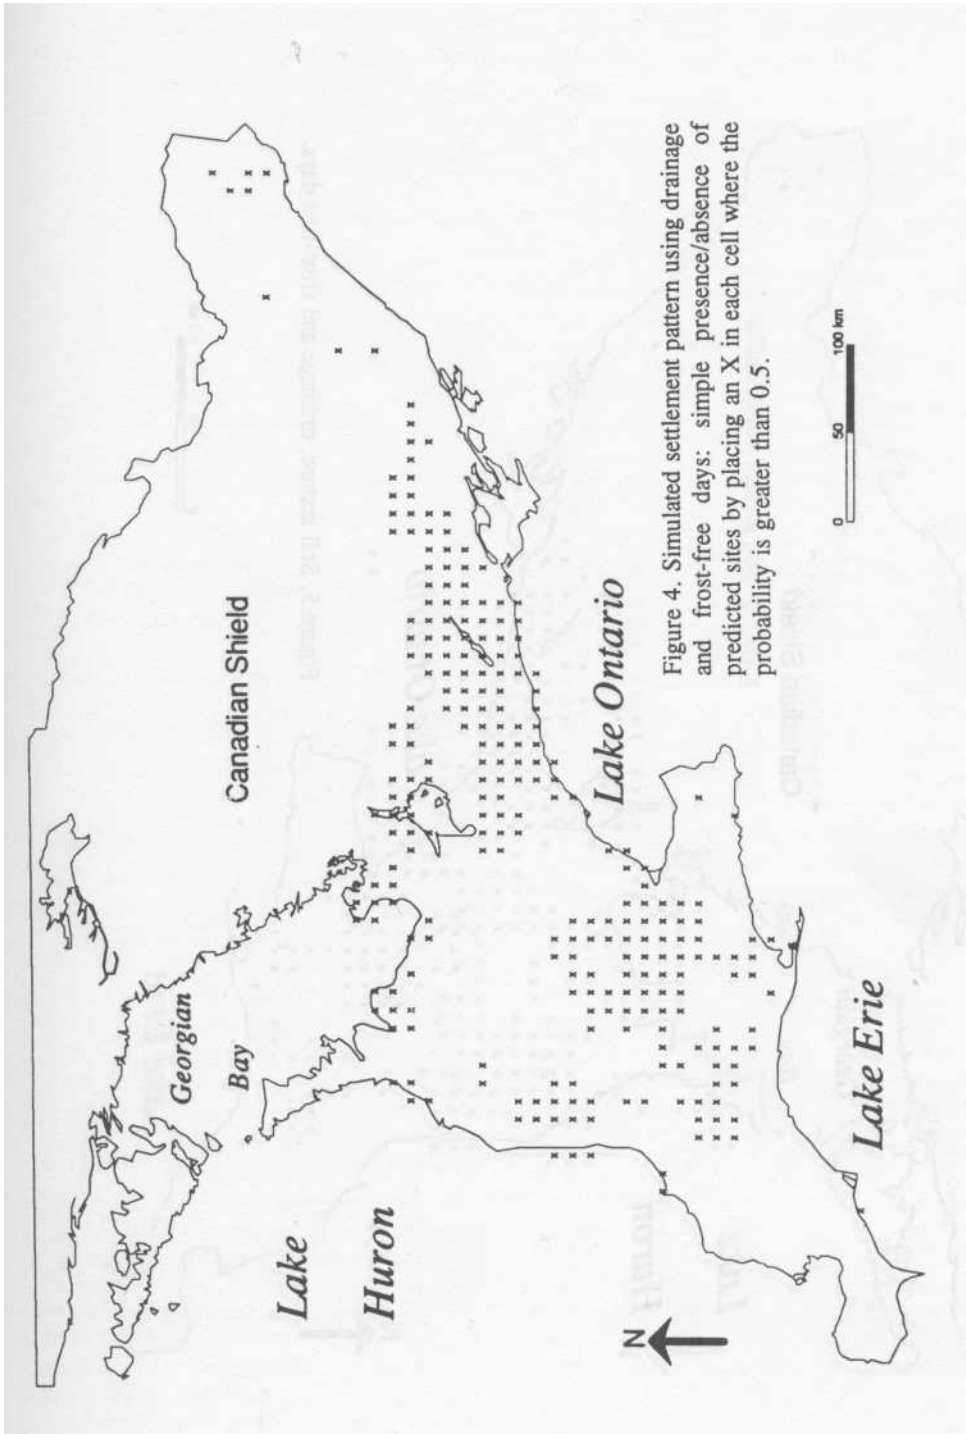 Canadian Shield
Georgian
Bay
Lake
Huron
N
Lake Ontario
Lake Erie
Figure 4. Simulated settlement pattern using drainage
and frost-free days: simple presence/absence of
predicted sites by placing an X in each cell where the
probability is greater than 0.5.
0 50 100 km